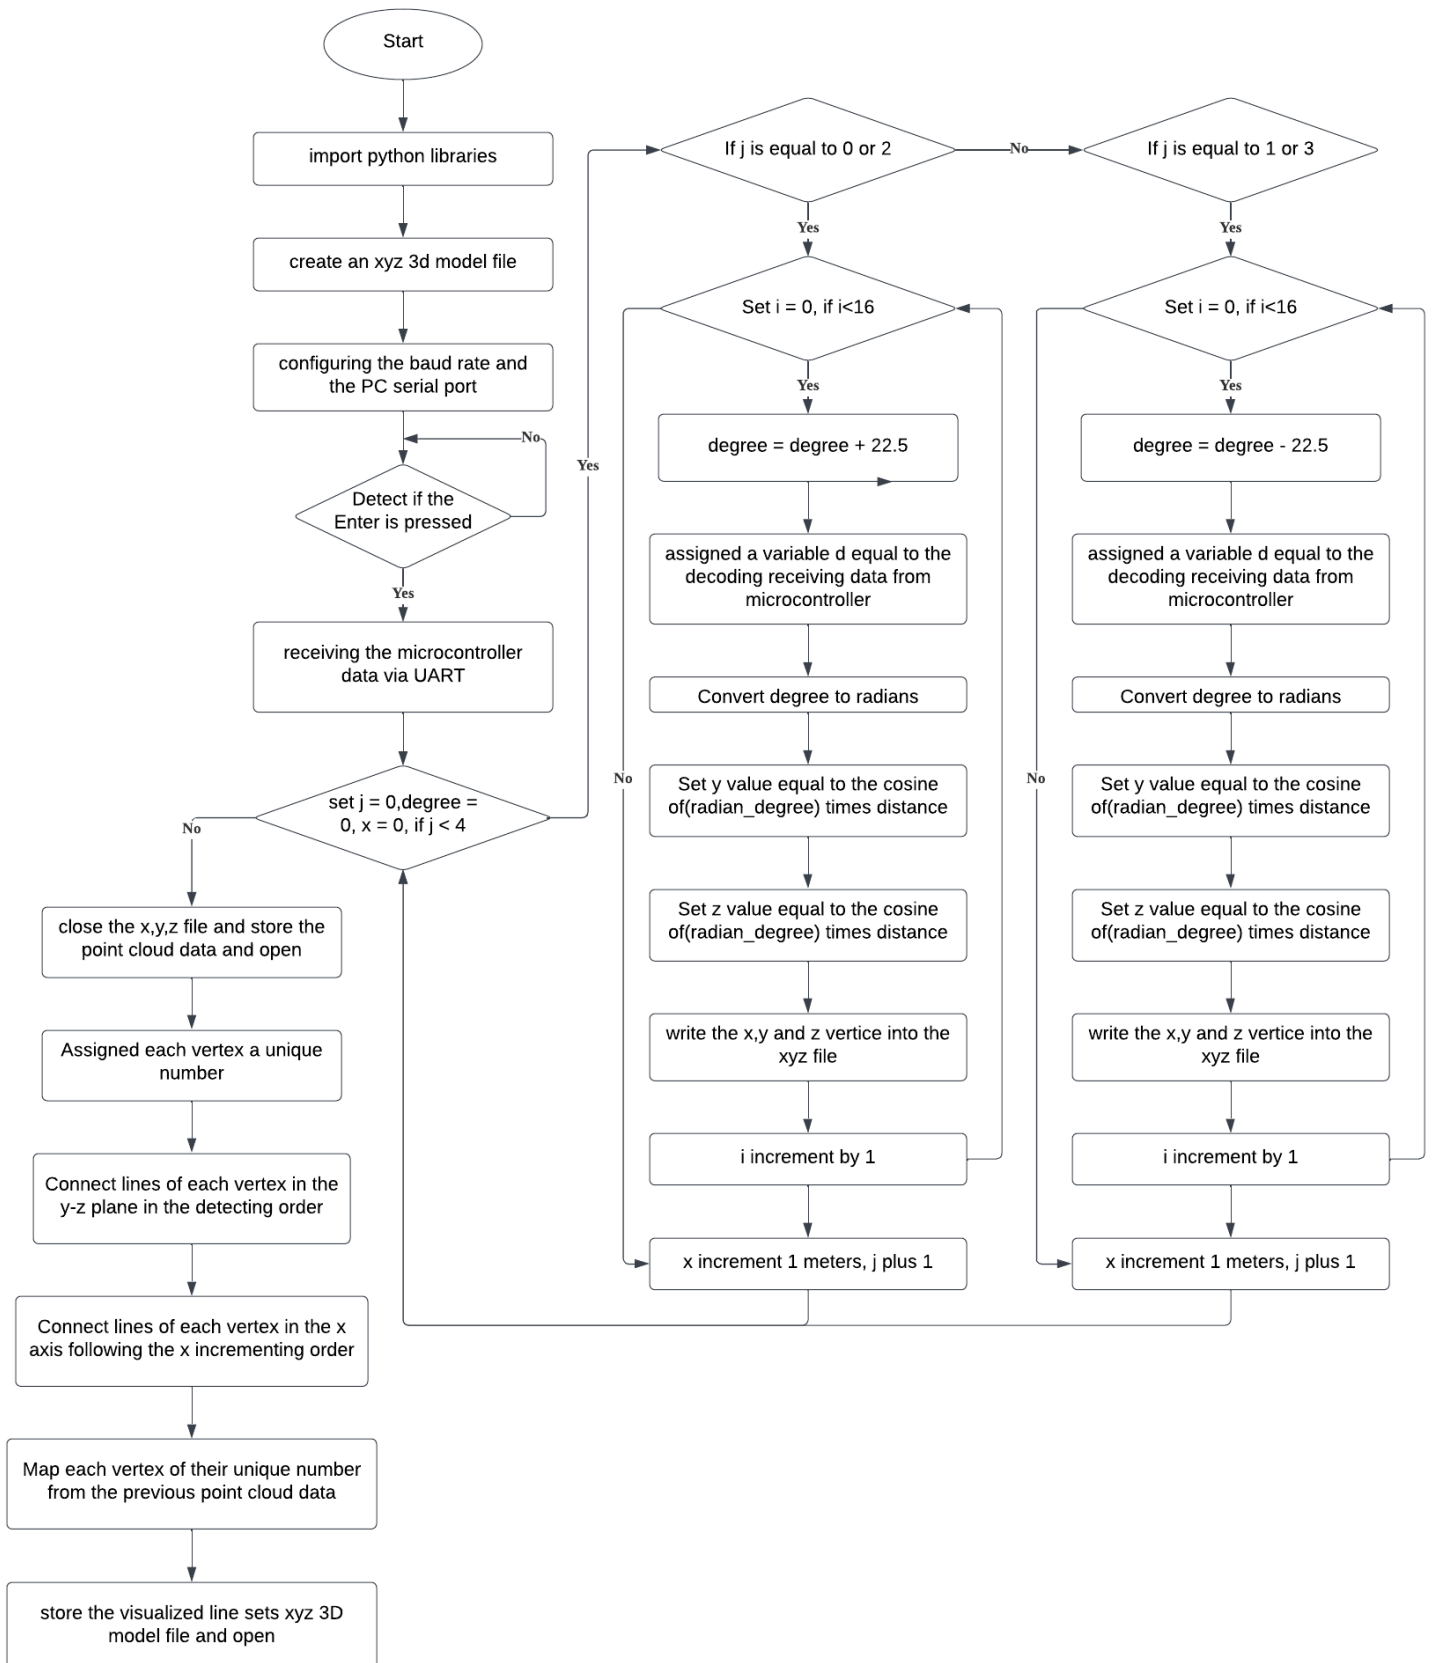 Start
import python libraries
create an xyz 3d model file
configuring the baud rate and
the PC serial port
No
Detect if the
Enter is pressed
Yes
receiving the microcontroller
data via UART
set j = 0,degree =
0, x = 0, if j < 4
No
Yes
close the x,y,z file and store the
point cloud data and open
Assigned each vertex a unique
number
Connect lines of each vertex in the
y-z plane in the detecting order
Connect lines of each vertex in the x
axis following the x incrementing order
Map each vertex of their unique number
from the previous point cloud data
store the visualized line sets xyz 3D
model file and open
If j is equal to 0 or 2
No
Yes
Set i = 0, if i<16
Yes
No
degree = degree + 22.5
assigned a variable d equal to the
decoding receiving data from
microcontroller
Convert degree to radians
Set y value equal to the cosine
of(radian_degree) times distance
Set z value equal to the cosine
of(radian_degree) times distance
write the x,y and z vertice into the
xyz file
i increment by 1
x increment 1 meters, j plus 1
If j is equal to 1 or 3
Yes
Set i = 0, if i<16
Yes
No
degree = degree - 22.5
assigned a variable d equal to the
decoding receiving data from
microcontroller
Convert degree to radians
Set y value equal to the cosine
of(radian_degree) times distance
Set z value equal to the cosine
of(radian_degree) times distance
write the x,y and z vertice into the
xyz file
i increment by 1
x increment 1 meters, j plus 1